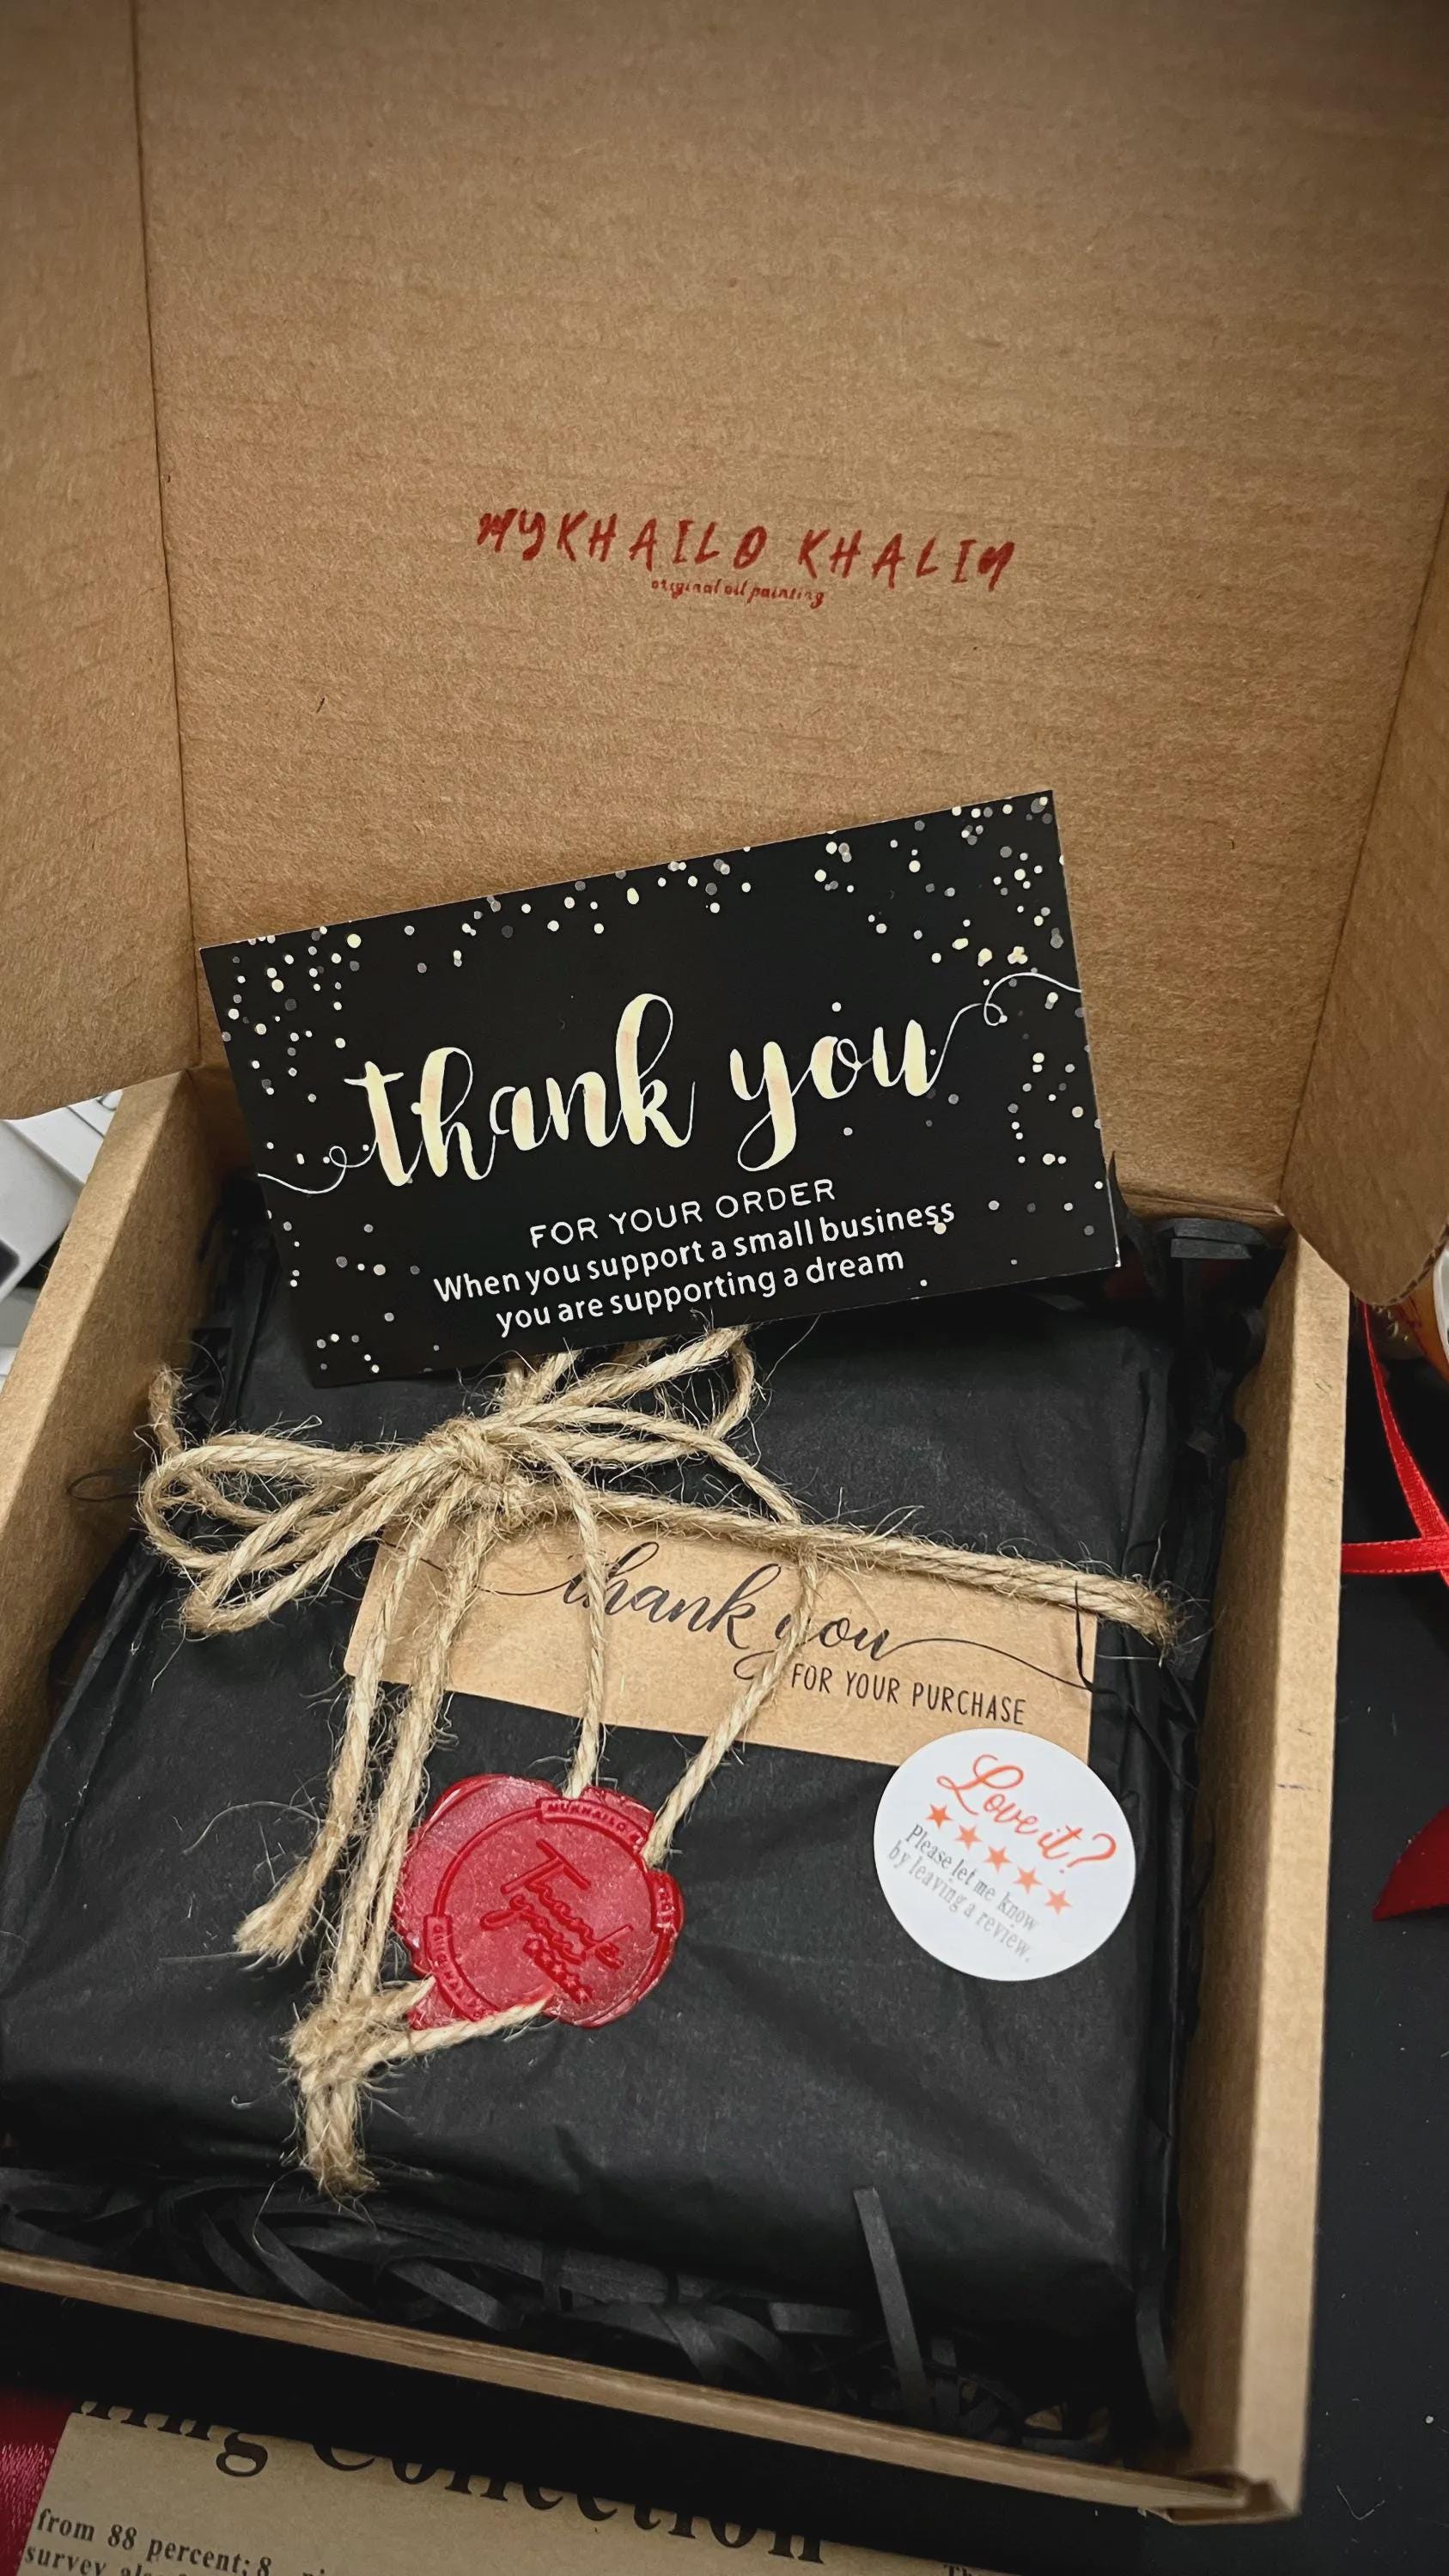 MYKHAILO KHALIM
original oil painting
thank you
FOR YOUR ORDER
When you support a small business
you are supporting a dream
thank you
FOR YOUR PURCHASE
Love it?
Please let me know
by leaving a review.
Thank
you
from 88 percent; 8
survey